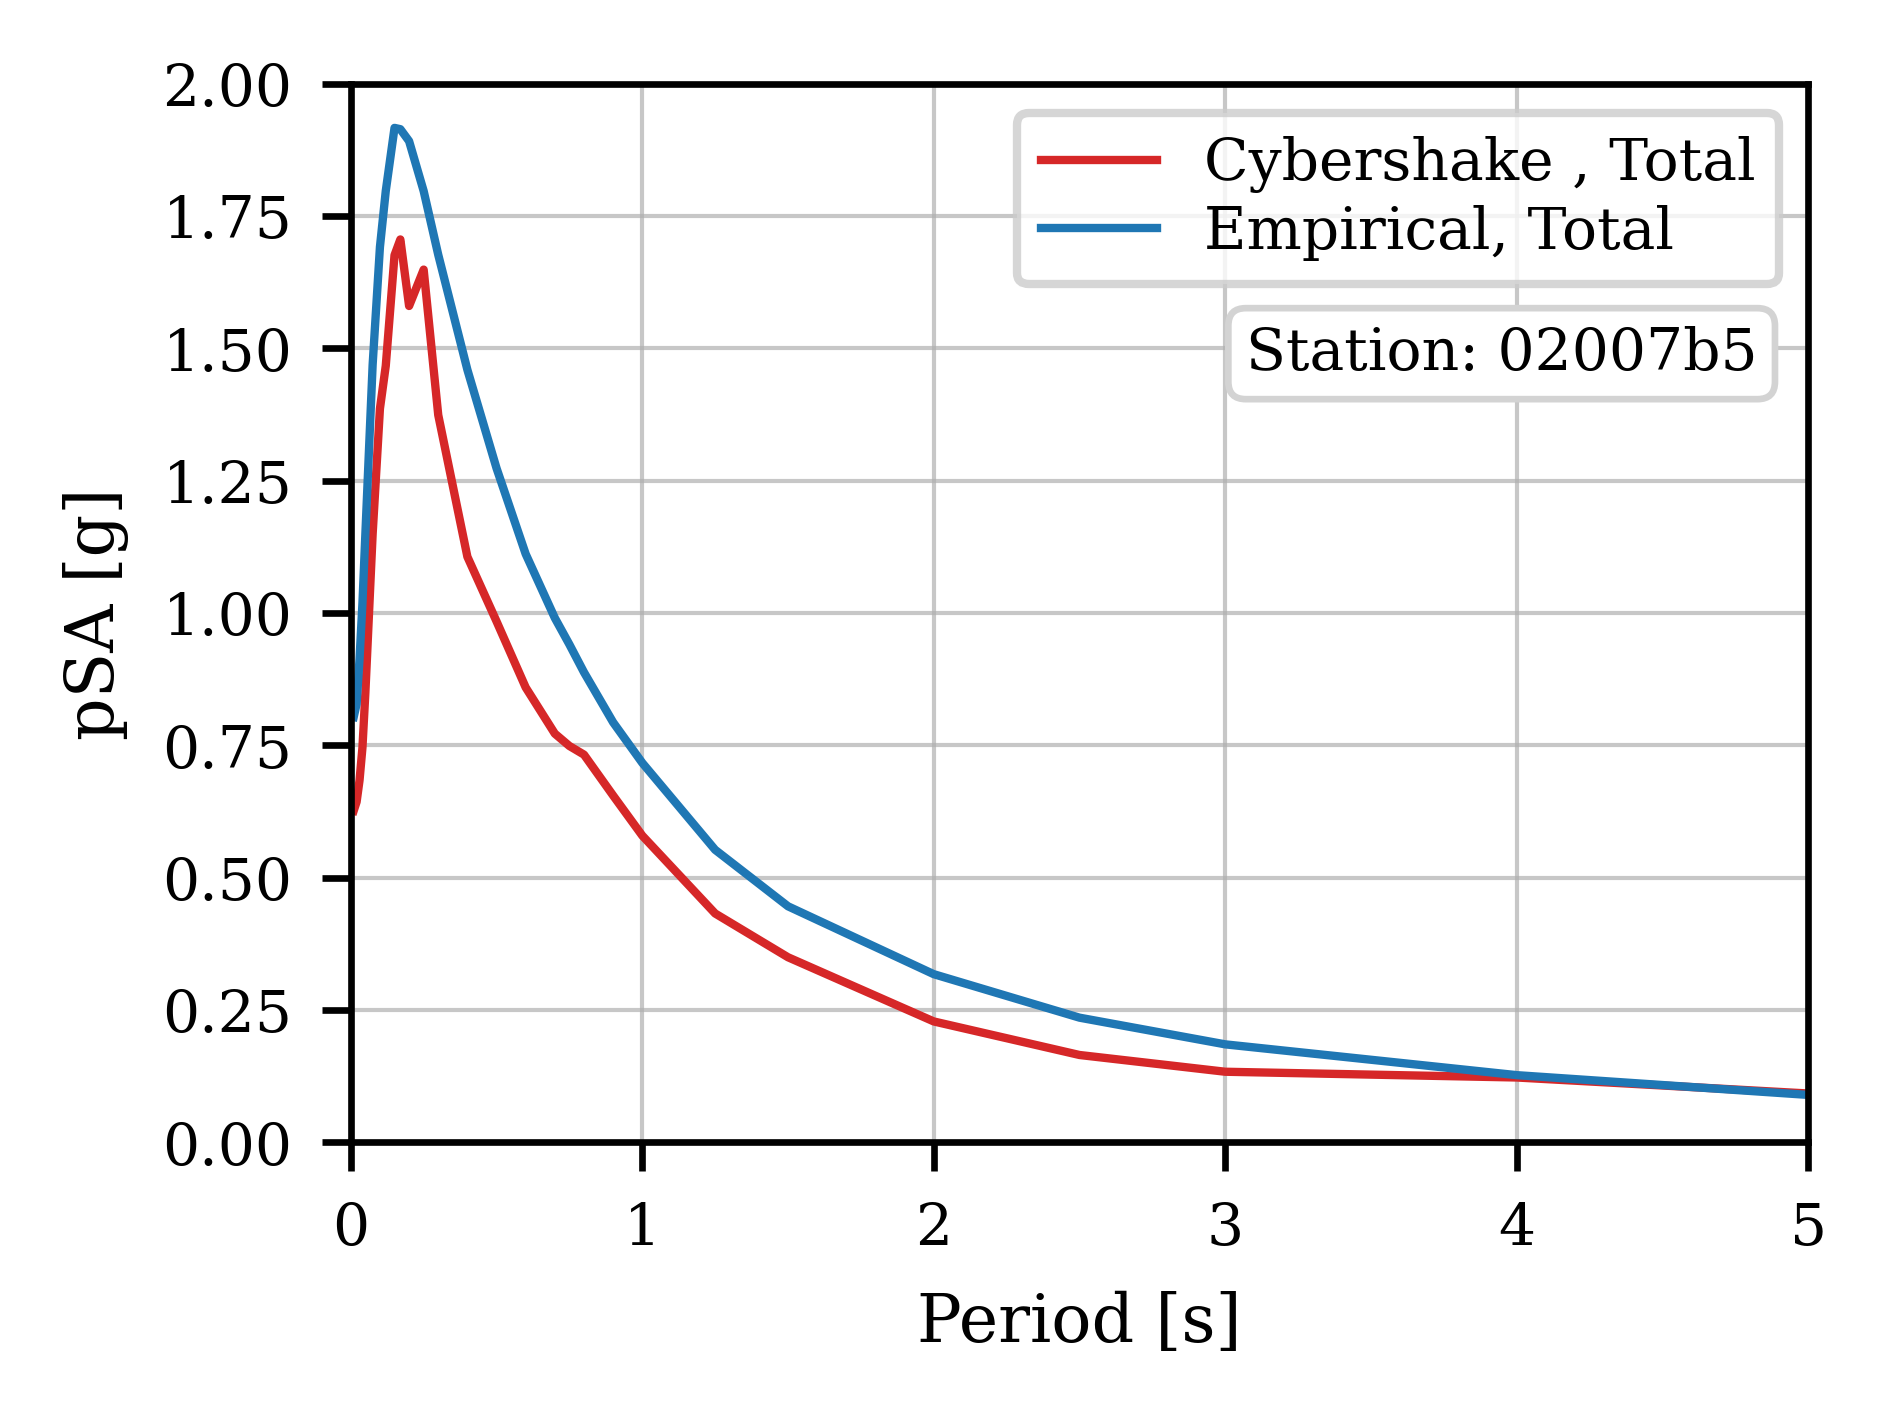 2.00
1.75
1.50
1.25
1.00
0.75
0.50
0.25
0.00
pSA [g]
Cybershake , Total
Empirical, Total
Station: 02007b5
0 1 2 3 4 5
Period [s]